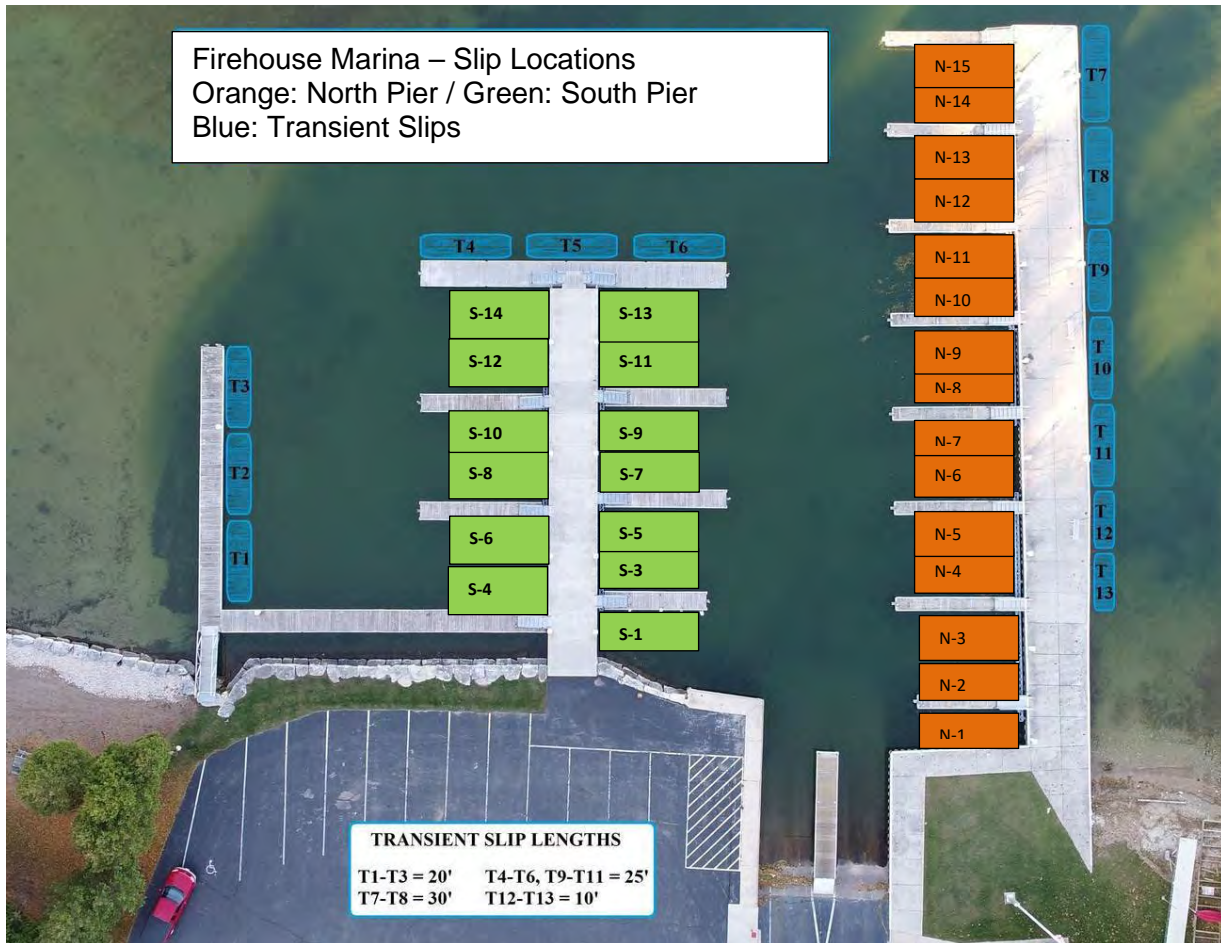 Firehouse Marina – Slip Locations
Orange: North Pier / Green: South Pier
Blue: Transient Slips
T4 T5 T6
S-14 S-13
S-12 S-11
S-10 S-9
S-8 S-7
S-6 S-5
S-4 S-3
S-1
T3
T2
T1
N-15
N-14
N-13
N-12
N-11
N-10
N-9
N-8
N-7
N-6
N-5
N-4
N-3
N-2
N-1
T7
T8
T9
T
10
T
11
T
12
T
13
TRANSIENT SLIP LENGTHS
T1-T3 = 20' T4-T6, T9-T11 = 25'
T7-T8 = 30' T12-T13 = 10'